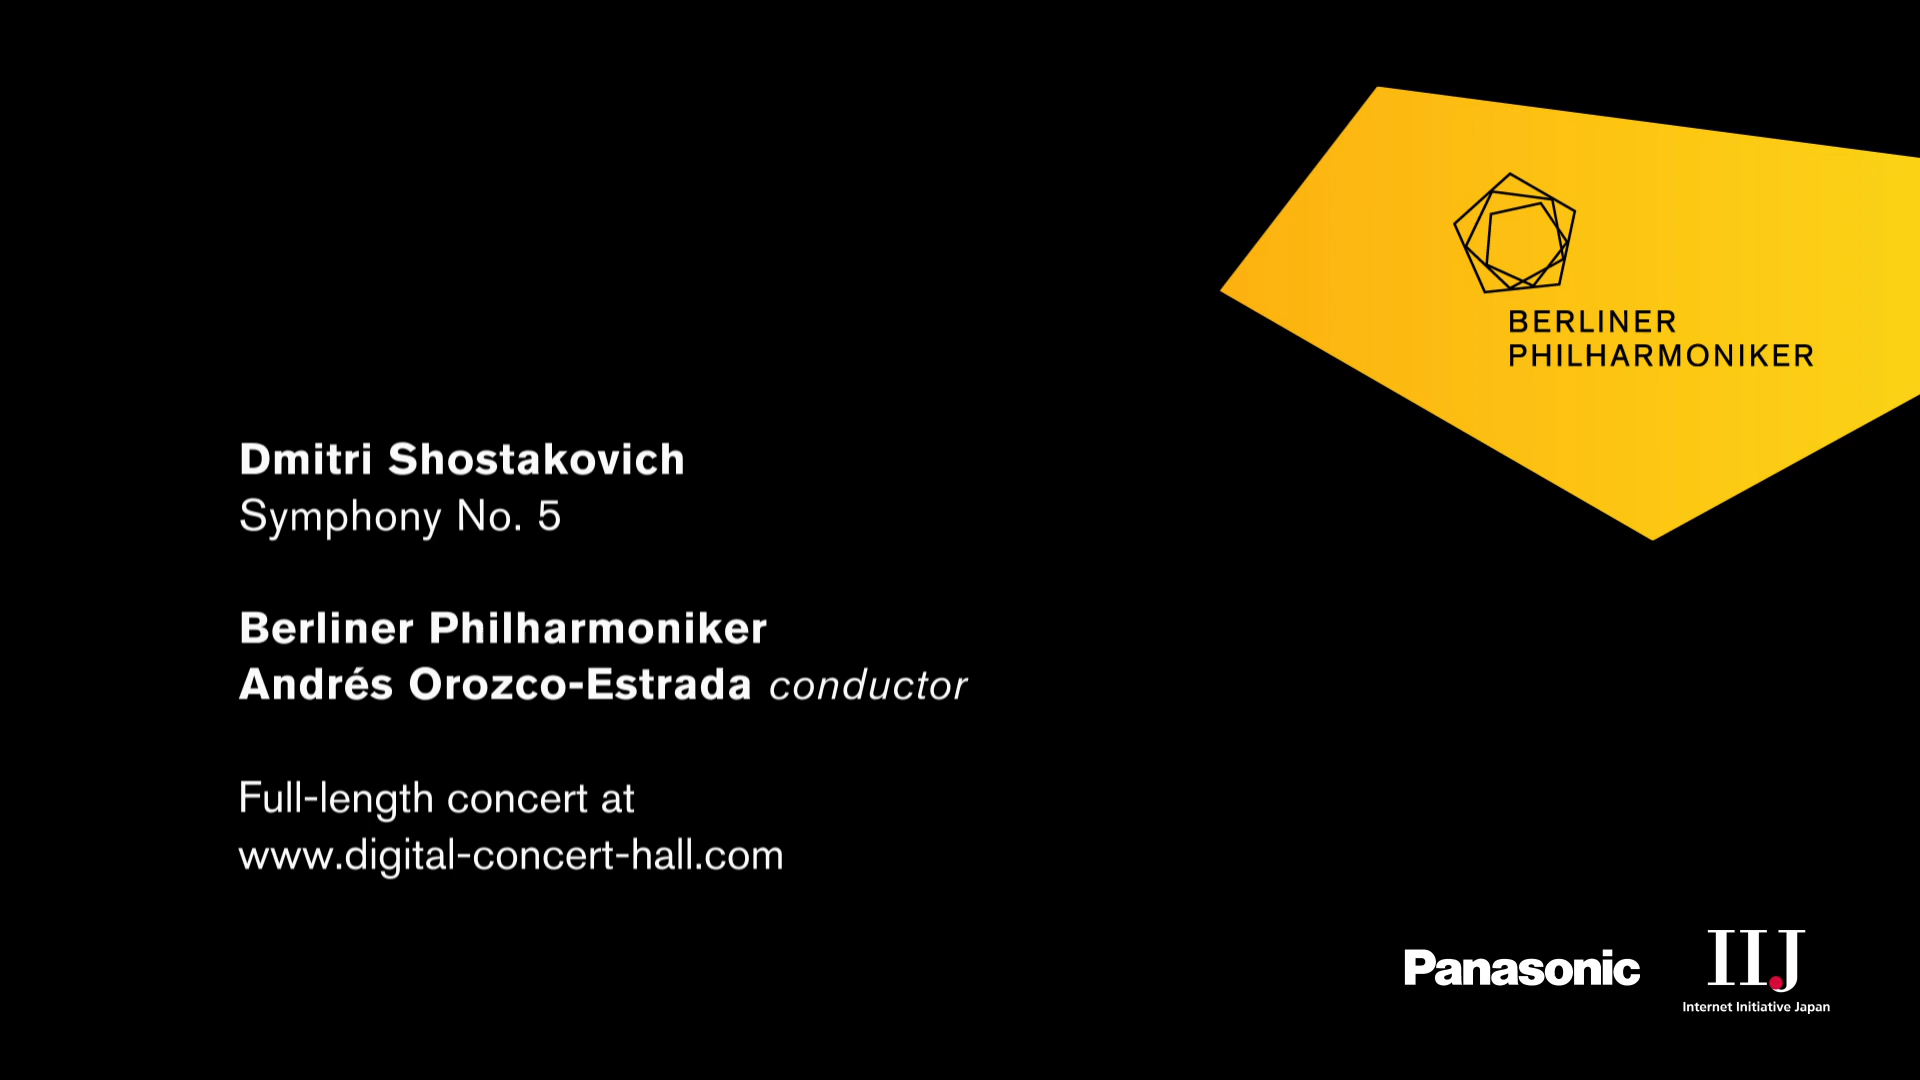 BERLINER
PHILHARMONIKER
Dmitri Shostakovich
Symphony No. 5
Berliner Philharmoniker
Andrés Orozco-Estrada conductor
Full-length concert at
www.digital-concert-hall.com
Panasonic
IIJ
Internet Initiative Japan